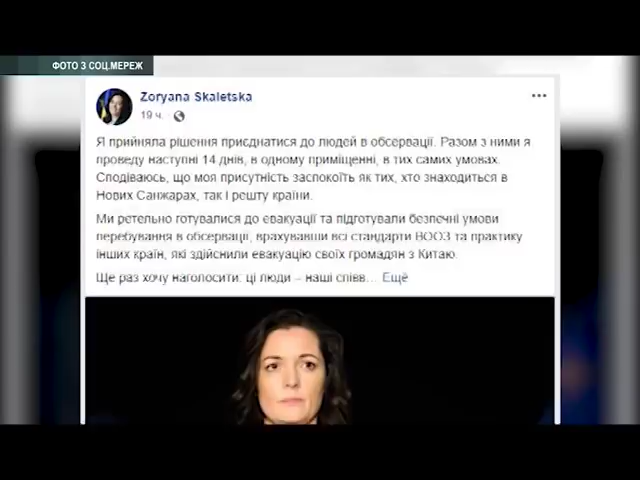 ФОТО З СОЦ.МЕРЕЖ
Zoryana Skaletska
19 ч.
Я прийняла рішення приєднатися до людей в обсервації. Разом з ними я
проведу наступні 14 днів, в одному приміщенні, в тих самих умовах.
Сподіваюсь, що моя присутність заспокоїть як тих, хто знаходиться в
Нових Санжарах, так і решту країни.
Ми ретельно готувалися до евакуації та підготували безпечні умови
перебування в обсервації, врахувавши всі стандарти ВООЗ та практику
інших країн, які здійснили евакуацію своїх громадян з Китаю.
Ще раз хочу наголосити: ці люди – наші співв... Ещё